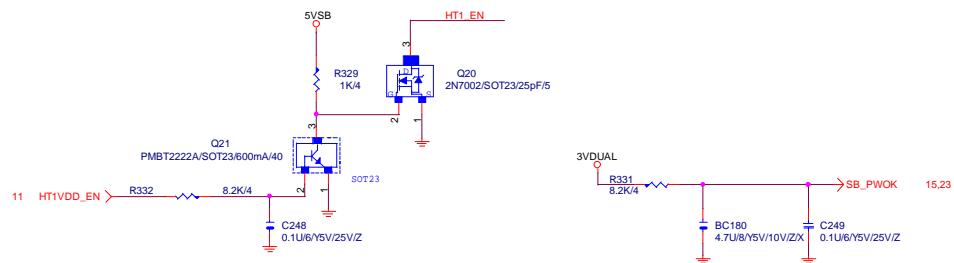 5VSB
HT1_EN
3
R329
1K/4
D
G
S
Q20
2N7002/SOT23/25pF/5
2
1
3
Q21
PMBT2222A/SOT23/600mA/40
SOT23
2
1
11 HT1VDD_EN
R332
8.2K/4
C248
0.1U/6/Y5V/25V/Z
3VDUAL
R331
8.2K/4
SB_PWOK 15,23
BC180
4.7U/8/Y5V/10V/Z/X
C249
0.1U/6/Y5V/25V/Z